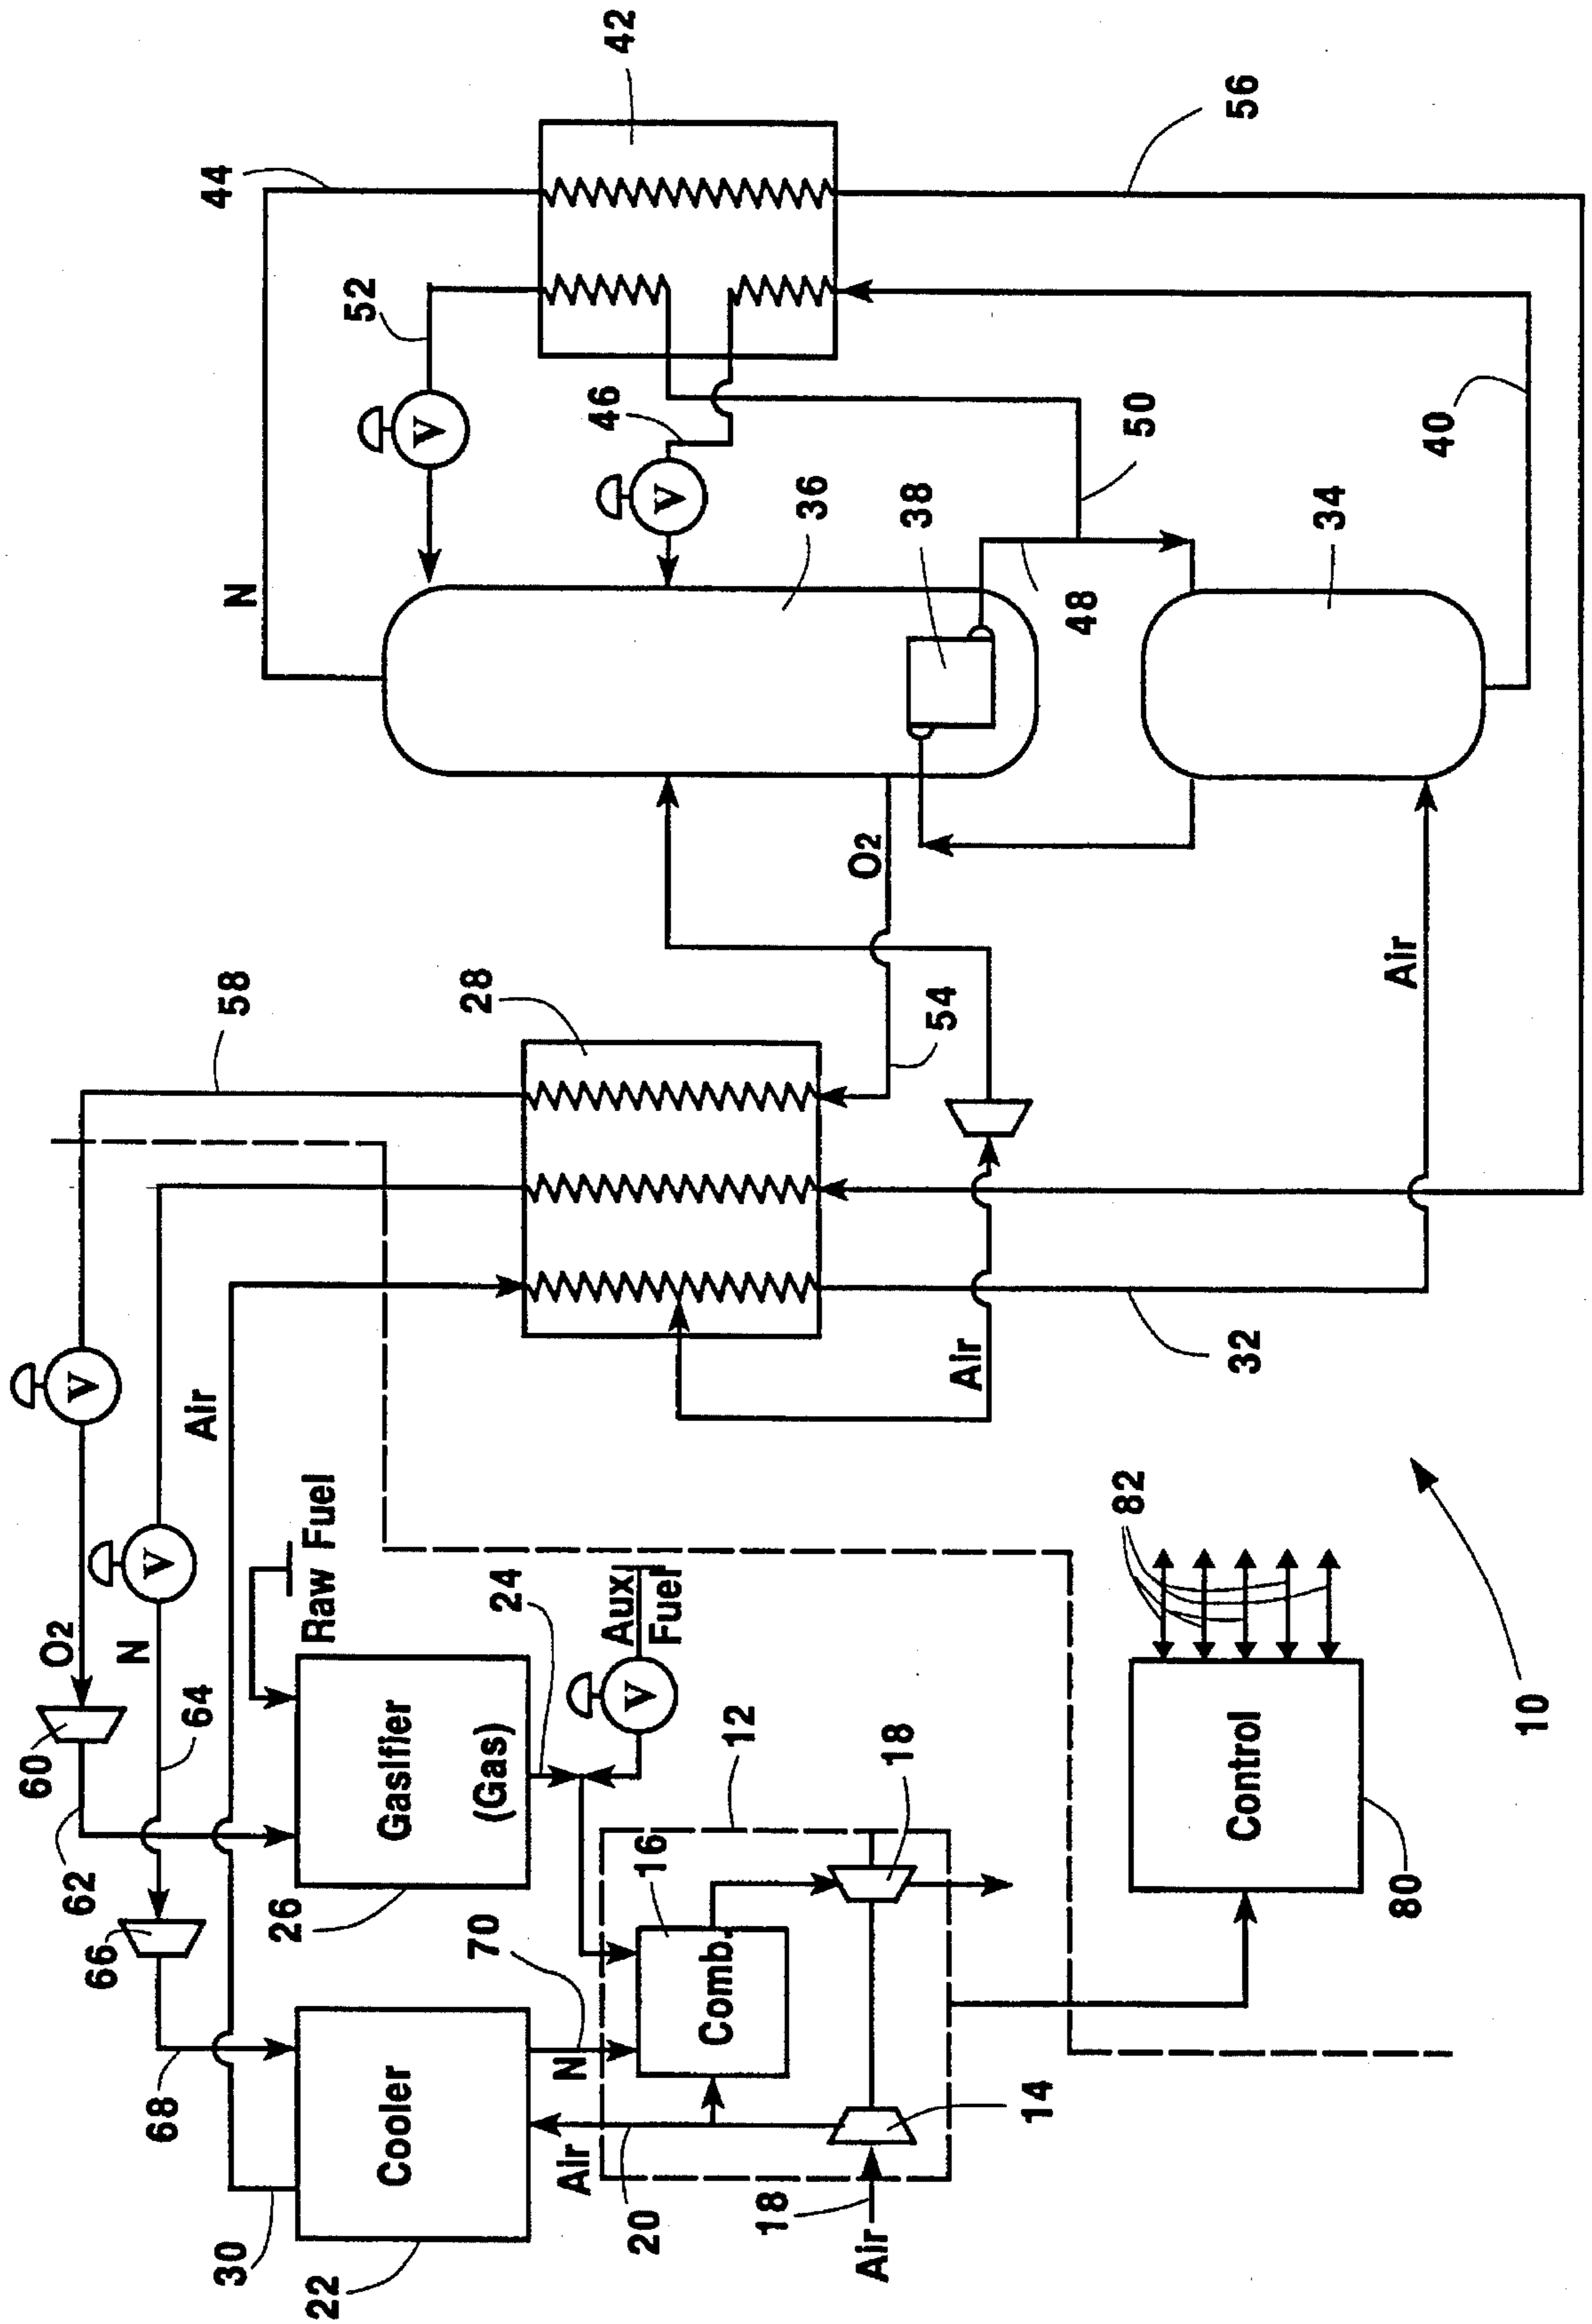 42
44
56
52
V
46
V
36
38
50
40
34
48
N
O2
Air
58
28
54
V
Air
Air
32
O2
N
V
Raw Fuel
24
Aux
Fuel
V
82
10
60
64
62
Gasifier
(Gas)
26
12
18
16
Control
80
66
70
Comb.
68
Cooler
N
14
30
22
Air
20
18
Air